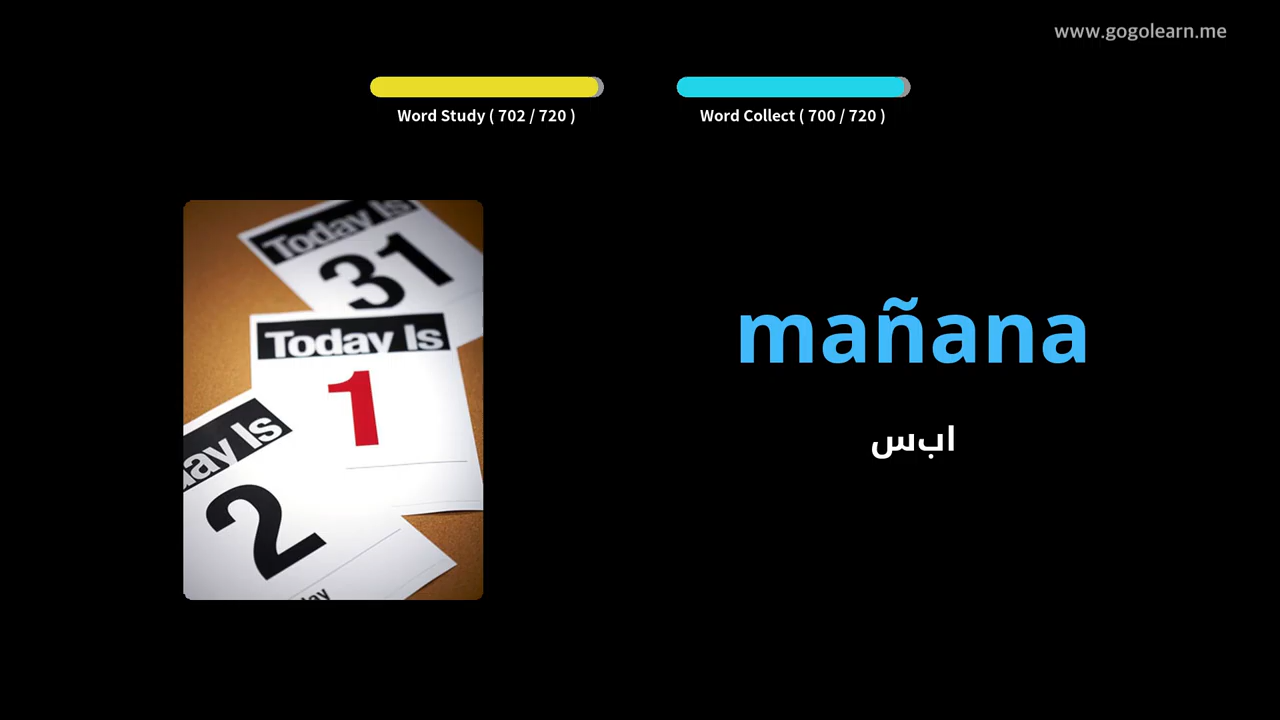 www.gogolearn.me
Word Study ( 702 / 720 )
Word Collect ( 700 / 720 )
Today Is
31
Today Is
1
ay Is
2
mañana
اب‌س